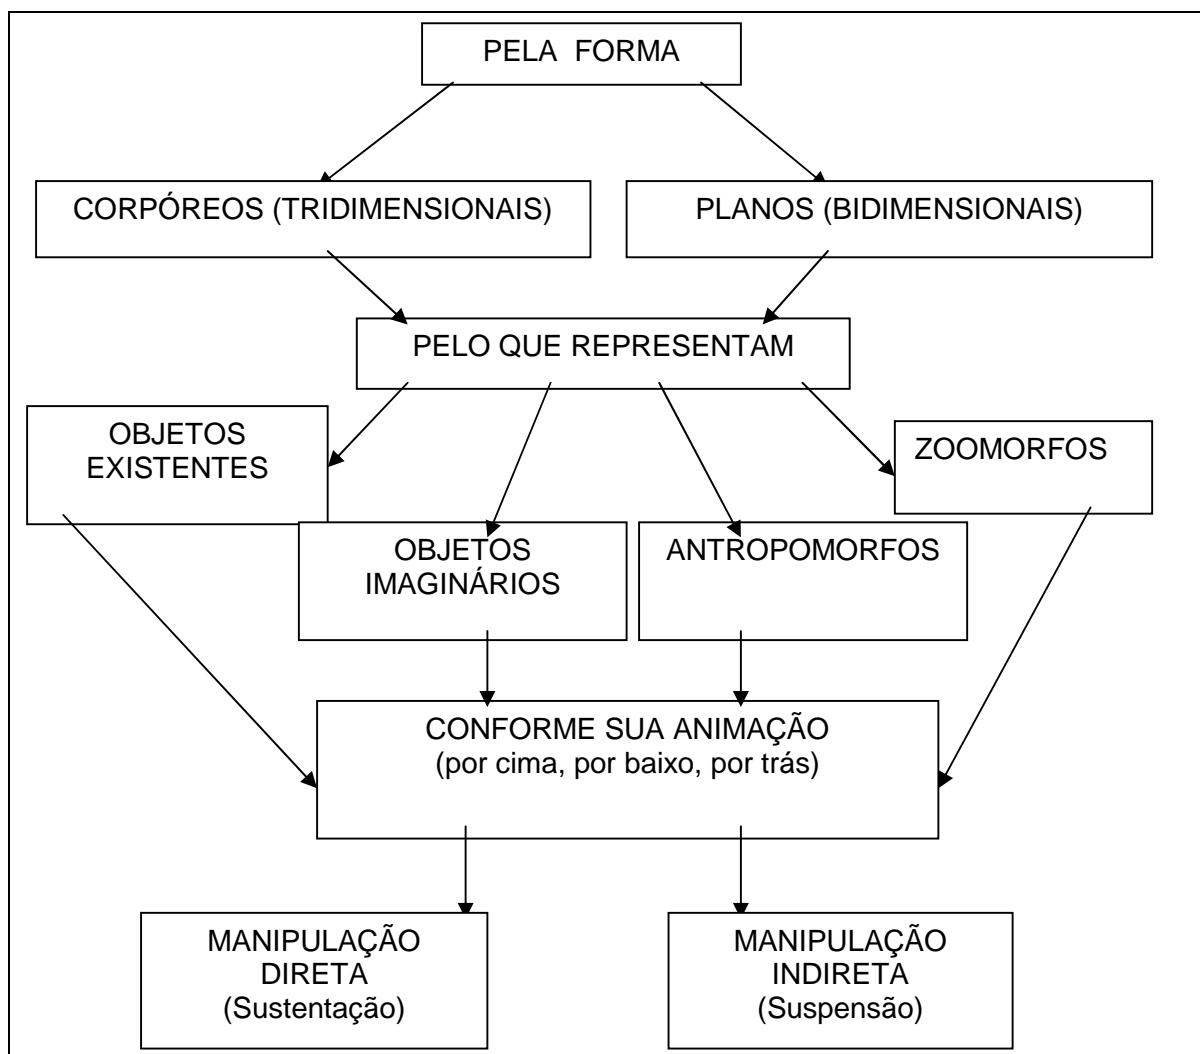 PELA FORMA
CORPÓREOS (TRIDIMENSIONAIS)
PLANOS (BIDIMENSIONAIS)
PELO QUE REPRESENTAM
OBJETOS
EXISTENTES
ZOOMORFOS
OBJETOS
IMAGINÁRIOS
ANTROPOMORFOS
CONFORME SUA ANIMAÇÃO
(por cima, por baixo, por trás)
MANIPULAÇÃO
DIRETA
(Sustentação)
MANIPULAÇÃO
INDIRETA
(Suspensão)